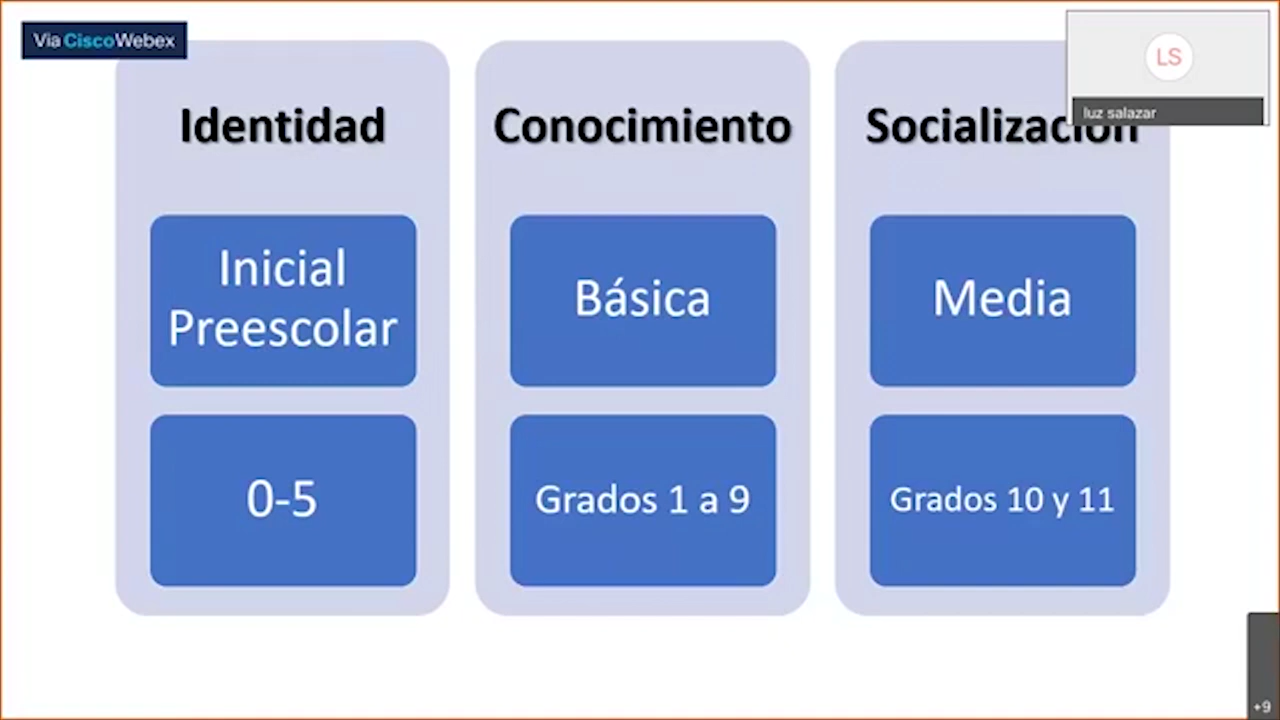 Vía CiscoWebex
LS
luz salazar
Identidad
Conocimiento
Socialización
Inicial
Preescolar
Básica
Media
0-5
Grados 1 a 9
Grados 10 y 11
+9